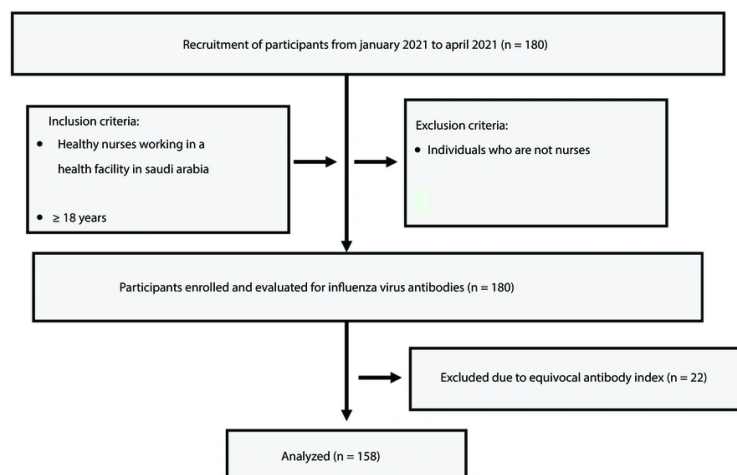 Recruitment of participants from january 2021 to april 2021 (n = 180)
Inclusion criteria:
• Healthy nurses working in a
health facility in saudi arabia
• ≥ 18 years
Exclusion criteria:
• Individuals who are not nurses
Participants enrolled and evaluated for influenza virus antibodies (n = 180)
Excluded due to equivocal antibody index (n = 22)
Analyzed (n = 158)